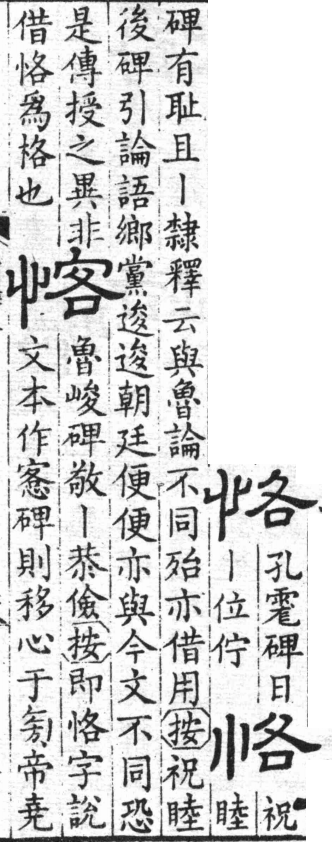 恪
孔碑日
丨位佇
恪
祝
睦
碑有耻且丨隸釋云與魯論不同殆亦借用按祝睦
後碑引論語鄉黨逡逡朝廷便便亦與今文不同恐
是傳授之異非
借恪爲格也
愘
魯峻碑敬丨恭儉按即恪字說
文本作愙碑則移心于旁帝堯